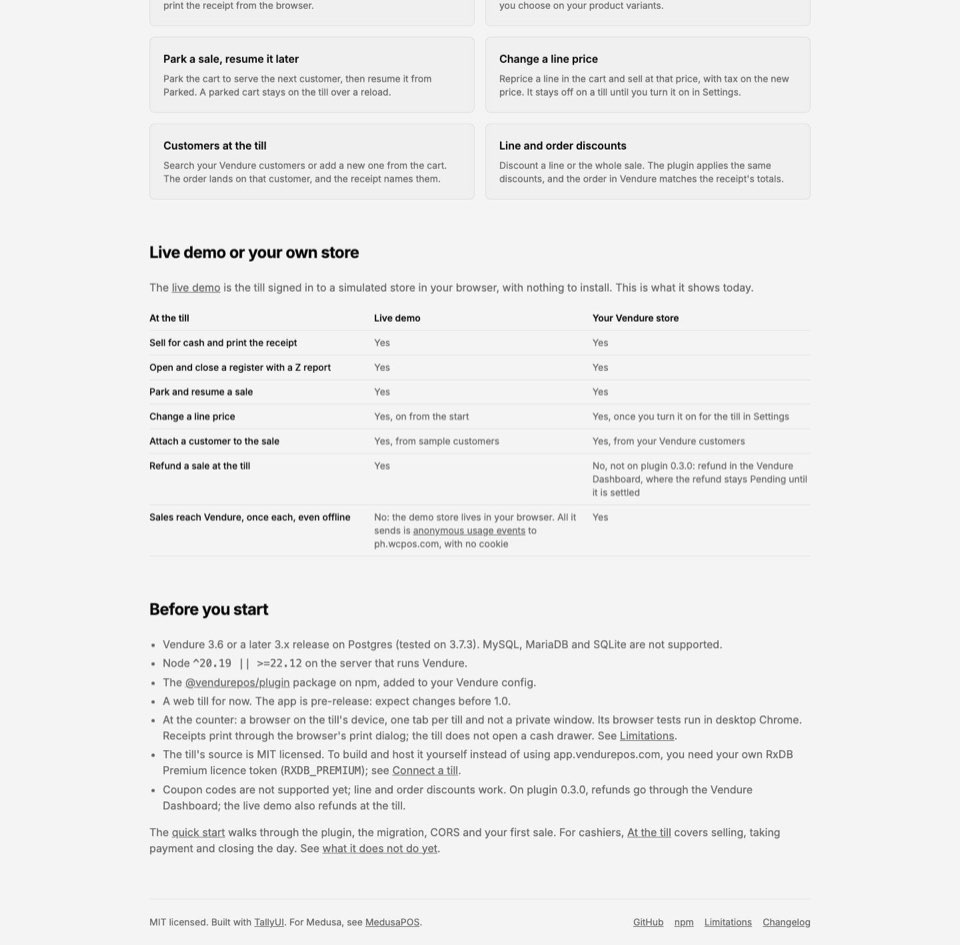 print the receipt from the browser.
you choose on your product variants.
Park a sale, resume it later
Park the cart to serve the next customer, then resume it from
Parked. A parked cart stays on the till over a reload.
Change a line price
Reprice a line in the cart and sell at that price, with tax on the new
price. It stays off on a till until you turn it on in Settings.
Customers at the till
Search your Vendure customers or add a new one from the cart.
The order lands on that customer, and the receipt names them.
Line and order discounts
Discount a line or the whole sale. The plugin applies the same
discounts, and the order in Vendure matches the receipt's totals.
Live demo or your own store
The live demo is the till signed in to a simulated store in your browser, with nothing to install. This is what it shows today.
At the till Live demo Your Vendure store
Sell for cash and print the receipt Yes Yes
Open and close a register with a Z report Yes Yes
Park and resume a sale Yes Yes
Change a line price Yes, on from the start Yes, once you turn it on for the till in Settings
Attach a customer to the sale Yes, from sample customers Yes, from your Vendure customers
Refund a sale at the till Yes No, not on plugin 0.3.0: refund in the Vendure
Dashboard, where the refund stays Pending until
it is settled
Sales reach Vendure, once each, even offline No: the demo store lives in your browser. All it Yes
sends is anonymous usage events to
ph.wcpos.com, with no cookie
Before you start
• Vendure 3.6 or a later 3.x release on Postgres (tested on 3.7.3). MySQL, MariaDB and SQLite are not supported.
• Node ^20.19 || >=22.12 on the server that runs Vendure.
• The @vendurepos/plugin package on npm, added to your Vendure config.
• A web till for now. The app is pre-release: expect changes before 1.0.
• At the counter: a browser on the till's device, one tab per till and not a private window. Its browser tests run in desktop Chrome.
Receipts print through the browser's print dialog; the till does not open a cash drawer. See Limitations.
• The till's source is MIT licensed. To build and host it yourself instead of using app.vendurepos.com, you need your own RxDB
Premium licence token (RXDB_PREMIUM); see Connect a till.
• Coupon codes are not supported yet; line and order discounts work. On plugin 0.3.0, refunds go through the Vendure
Dashboard; the live demo also refunds at the till.
The quick start walks through the plugin, the migration, CORS and your first sale. For cashiers, At the till covers selling, taking
payment and closing the day. See what it does not do yet.
MIT licensed. Built with TallyUI. For Medusa, see MedusaPOS.
GitHub npm Limitations Changelog